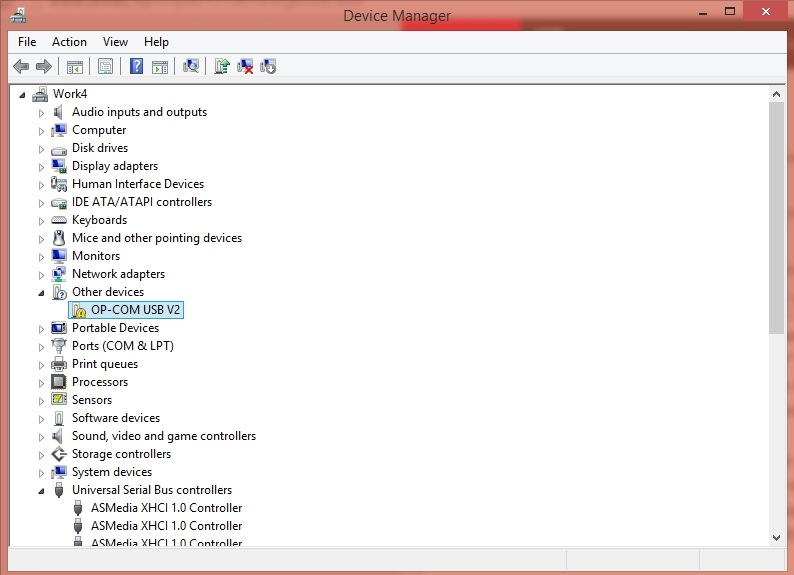 Device Manager
File Action View Help
Work4
Audio inputs and outputs
Computer
Disk drives
Display adapters
Human Interface Devices
IDE ATA/ATAPI controllers
Keyboards
Mice and other pointing devices
Monitors
Network adapters
Other devices
OP-COM USB V2
Portable Devices
Ports (COM & LPT)
Print queues
Processors
Sensors
Software devices
Sound, video and game controllers
Storage controllers
System devices
Universal Serial Bus controllers
ASMedia XHCI 1.0 Controller
ASMedia XHCI 1.0 Controller
ASMedia XHCI 1.0 Controller